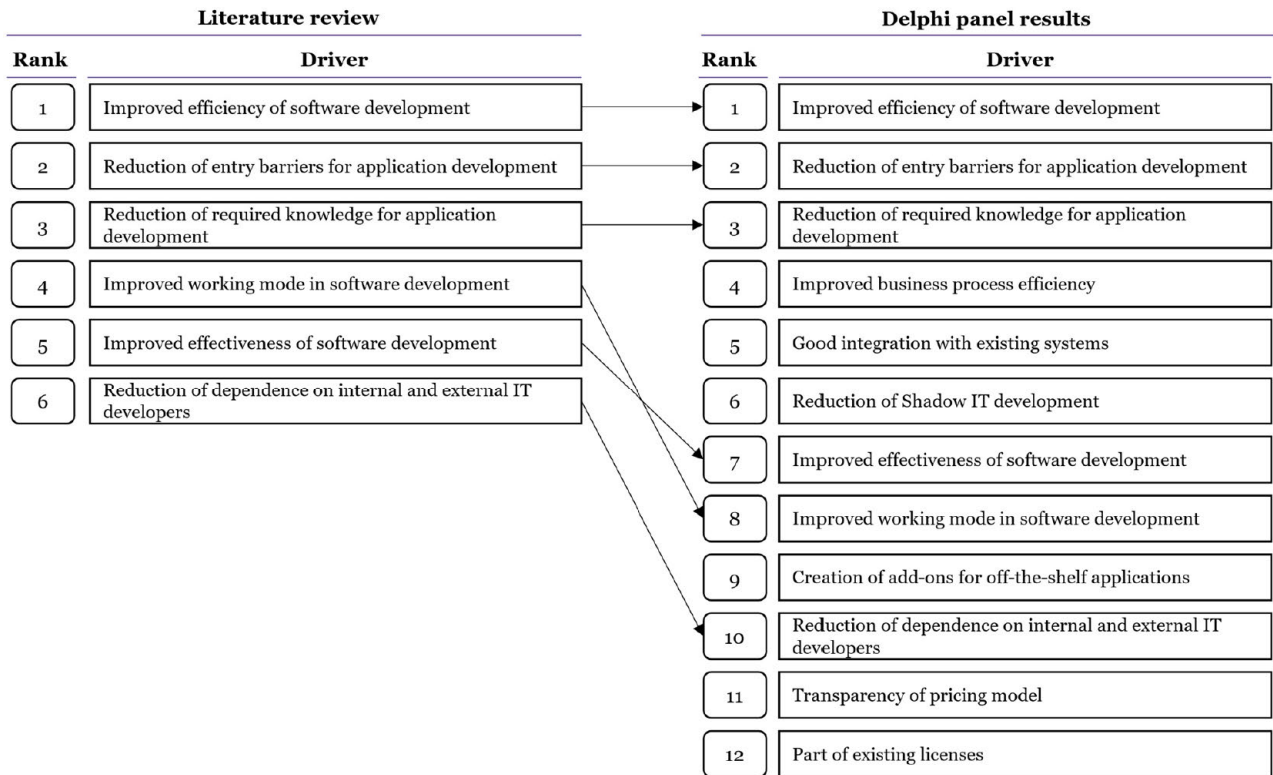 Literature review
Rank Driver
1 Improved efficiency of software development
2 Reduction of entry barriers for application development
3 Reduction of required knowledge for application
development
4 Improved working mode in software development
5 Improved effectiveness of software development
6 Reduction of dependence on internal and external IT
developers
Delphi panel results
Rank Driver
1 Improved efficiency of software development
2 Reduction of entry barriers for application development
3 Reduction of required knowledge for application
development
4 Improved business process efficiency
5 Good integration with existing systems
6 Reduction of Shadow IT development
7 Improved effectiveness of software development
8 Improved working mode in software development
9 Creation of add-ons for off-the-shelf applications
10 Reduction of dependence on internal and external IT
developers
11 Transparency of pricing model
12 Part of existing licenses